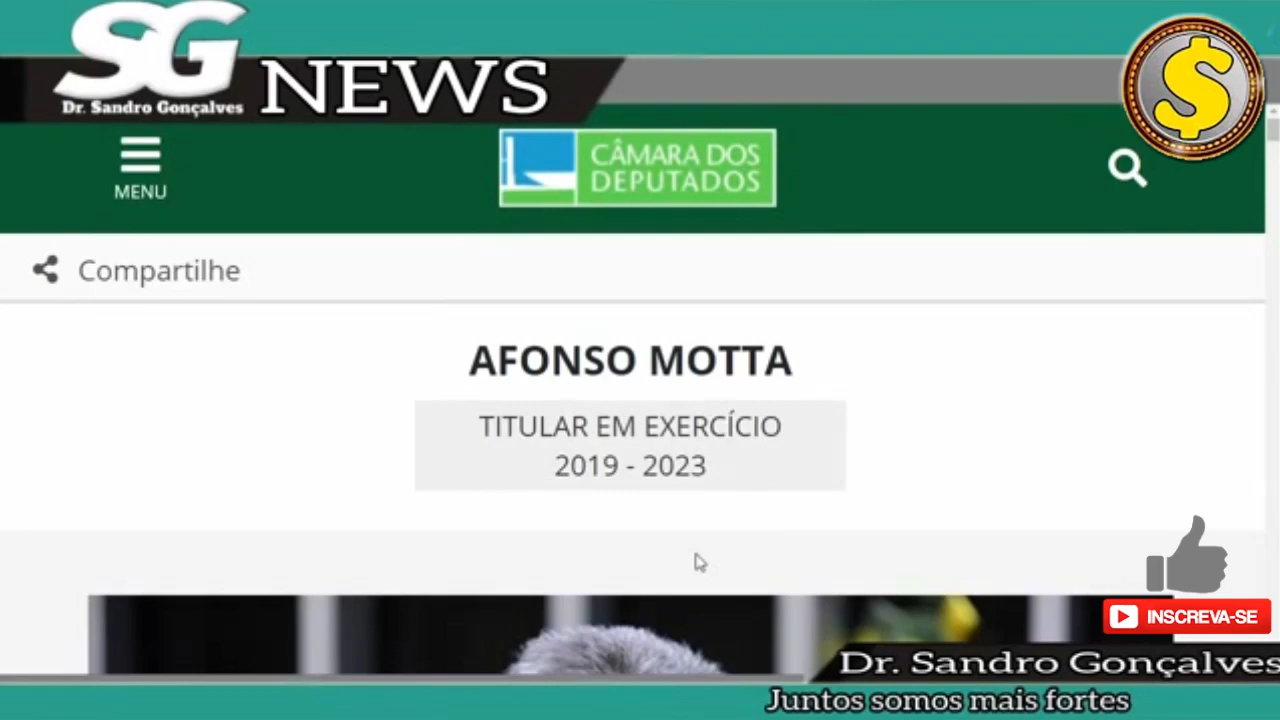 SG
Dr. Sandro Gonçalves
NEWS
$
MENU
CÂMARA DOS
DEPUTADOS
Compartilhe
AFONSO MOTTA
TITULAR EM EXERCÍCIO
2019 - 2023
INSCREVA-SE
Dr. Sandro Gonçalves
Juntos somos mais fortes